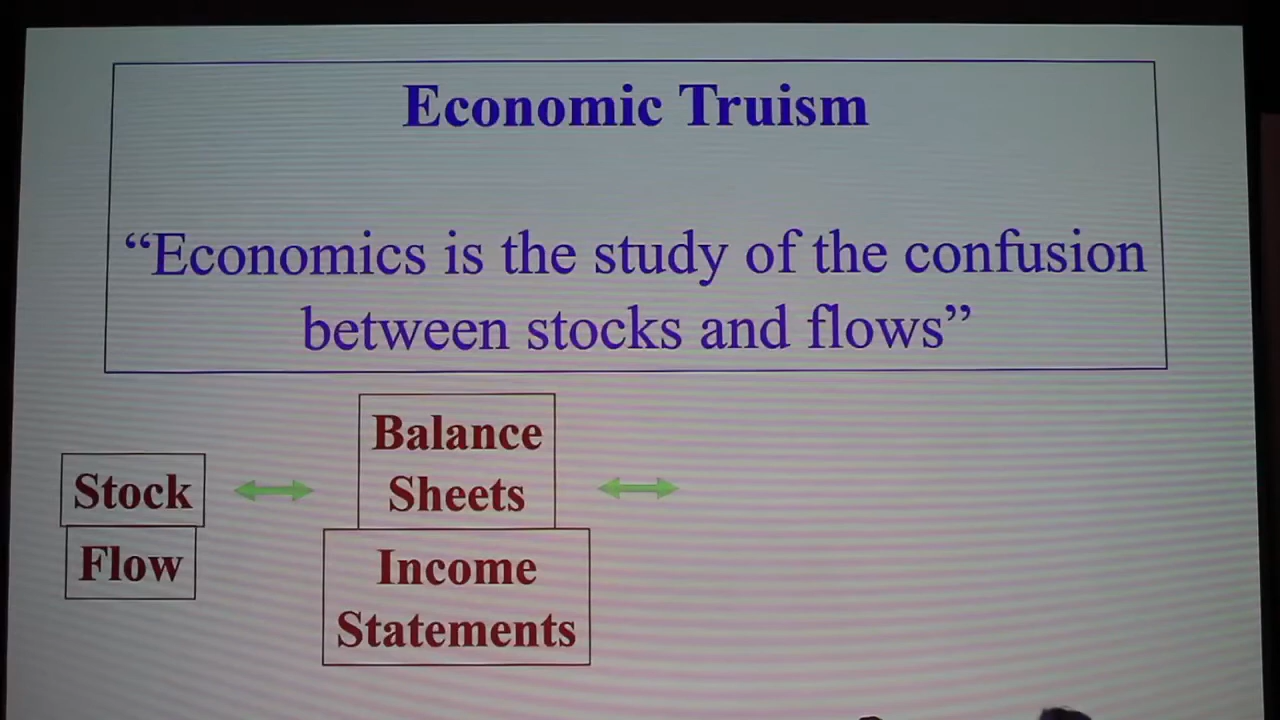 Economic Truism
“Economics is the study of the confusion
between stocks and flows”
Stock
Flow
Balance
Sheets
Income
Statements